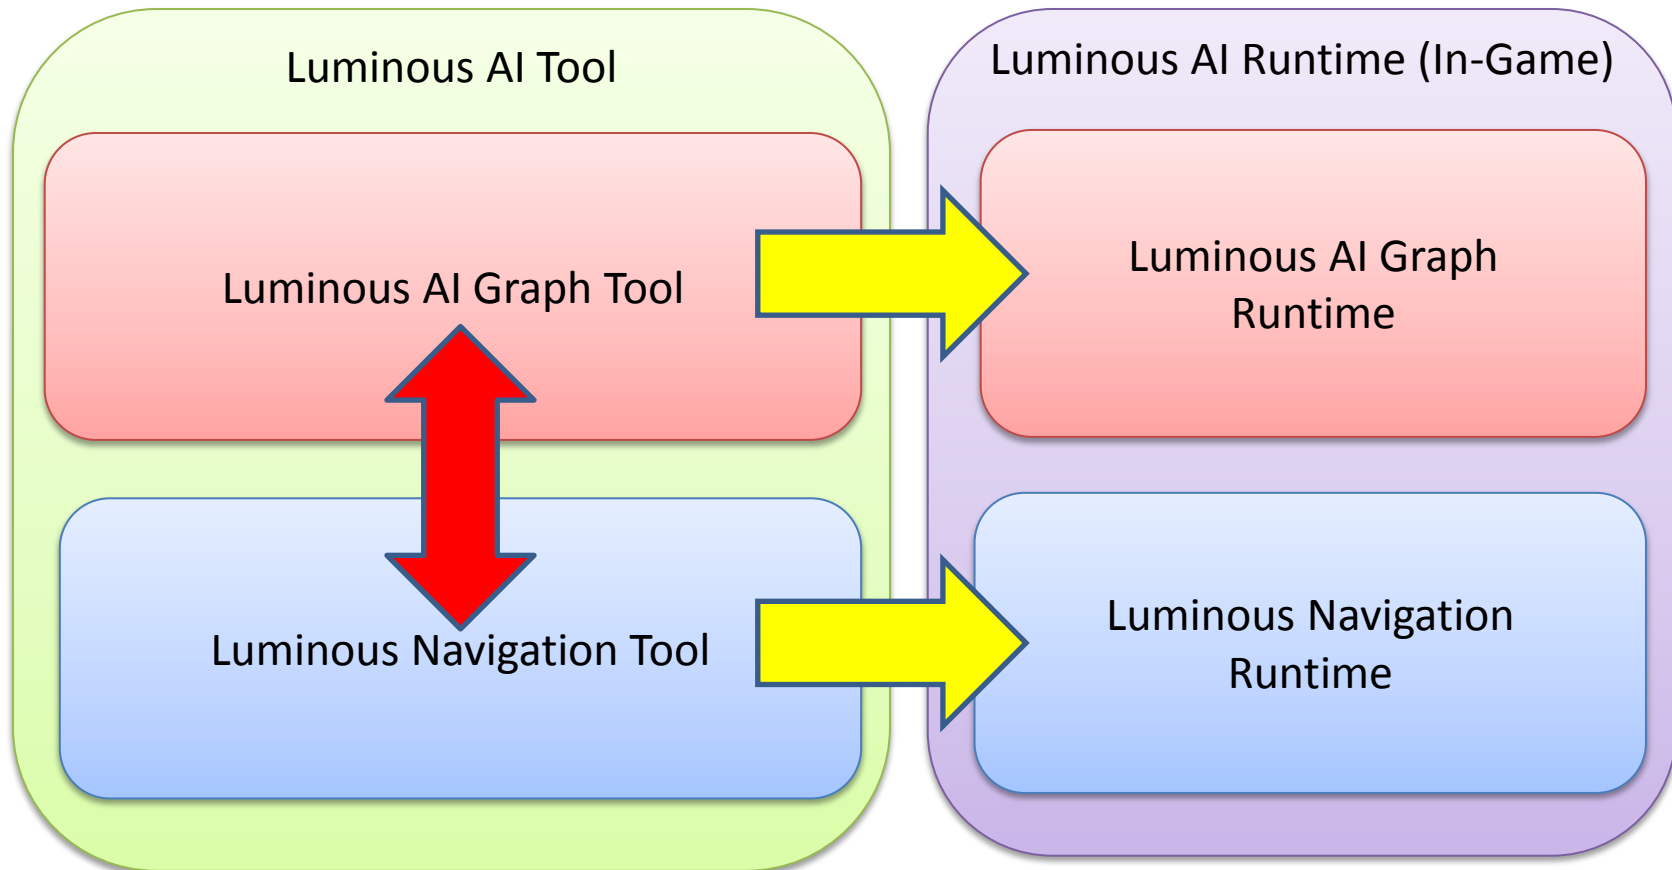 Luminous AI Tool
Luminous AI Graph Tool
Luminous Navigation Tool
Luminous AI Runtime (In-Game)
Luminous AI Graph
Runtime
Luminous Navigation
Runtime